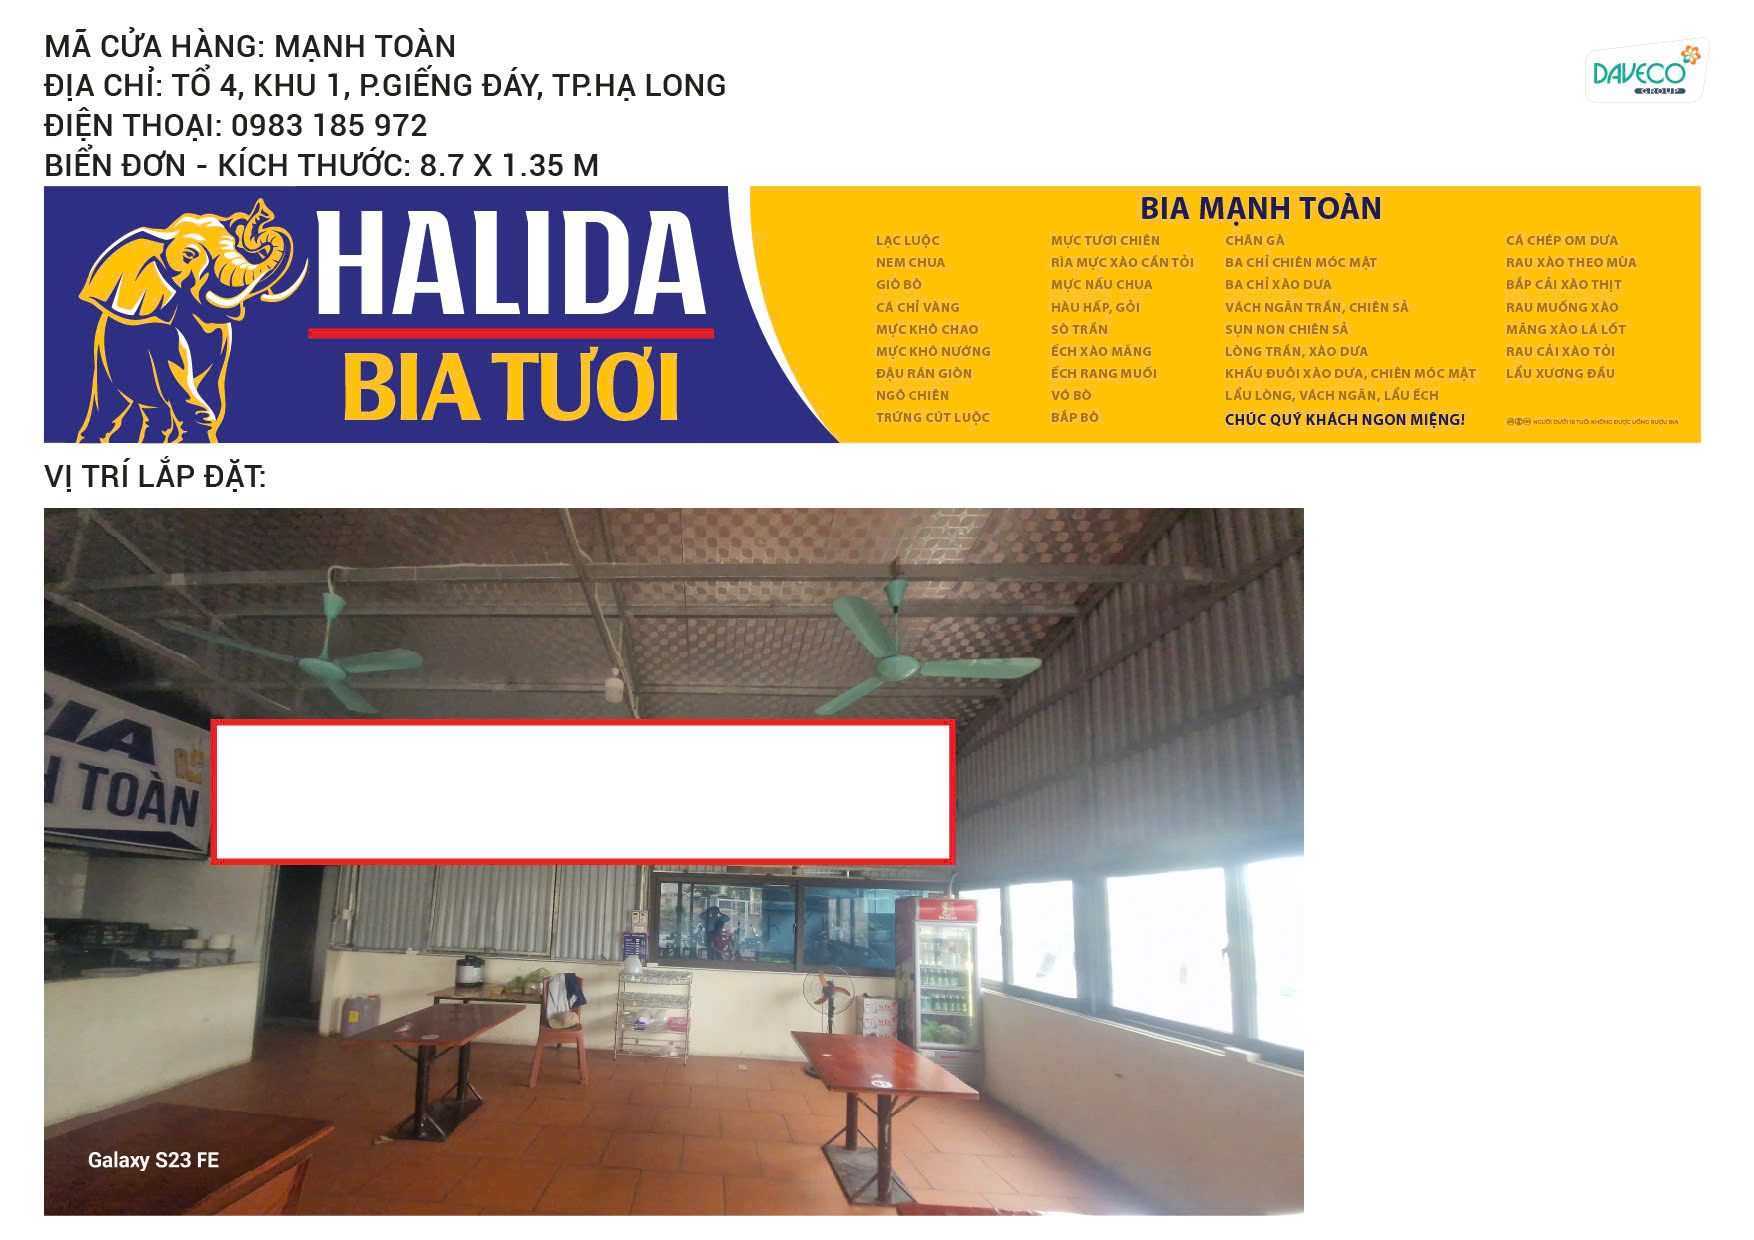 MÃ CỬA HÀNG: MẠNH TOÀN
ĐỊA CHỈ: TỔ 4, KHU 1, P.GIẾNG ĐÁY, TP.HẠ LONG
ĐIỆN THOẠI: 0983 185 972
BIỂN ĐƠN - KÍCH THƯỚC: 8.7 X 1.35 M
DAVECO
GROUP
HALIDA
BIA TƯƠI
BIA MẠNH TOÀN
LẠC LUỘC
NEM CHUA
GIÒ BÒ
CÁ CHỈ VÀNG
MỰC KHÔ CHAO
MỰC KHÔ NƯỚNG
ĐẬU RÁN GIÒN
NGÔ CHIÊN
TRỨNG CÚT LUỘC
MỰC TƯƠI CHIÊN
RÌA MỰC XÀO CẦN TỎI
MỰC NẤU CHUA
HÀU HẤP, GỎI
SÒ TRẦN
ẾCH XÀO MĂNG
ẾCH RANG MUỐI
VÓ BÒ
BẮP BÒ
CHÂN GÀ
BA CHỈ CHIÊN MÓC MẬT
BA CHỈ XÀO DƯA
VÁCH NGĂN TRẦN, CHIÊN SẢ
SỤN NON CHIÊN SẢ
LÒNG TRẦN, XÀO DƯA
KHẤU ĐUÔI XÀO DƯA, CHIÊN MÓC MẬT
LẨU LÒNG, VÁCH NGĂN, LẨU ẾCH
CHÚC QUÝ KHÁCH NGON MIỆNG!
CÁ CHÉP OM DƯA
RAU XÀO THEO MÙA
BẮP CẢI XÀO THỊT
RAU MUỐNG XÀO
MĂNG XÀO LÁ LỐT
RAU CẢI XÀO TỎI
LẨU XƯƠNG ĐẦU
NGƯỜI DƯỚI 18 TUỔI KHÔNG ĐƯỢC UỐNG RƯỢU BIA
VỊ TRÍ LẮP ĐẶT:
BIA
H TOÀN
Galaxy S23 FE